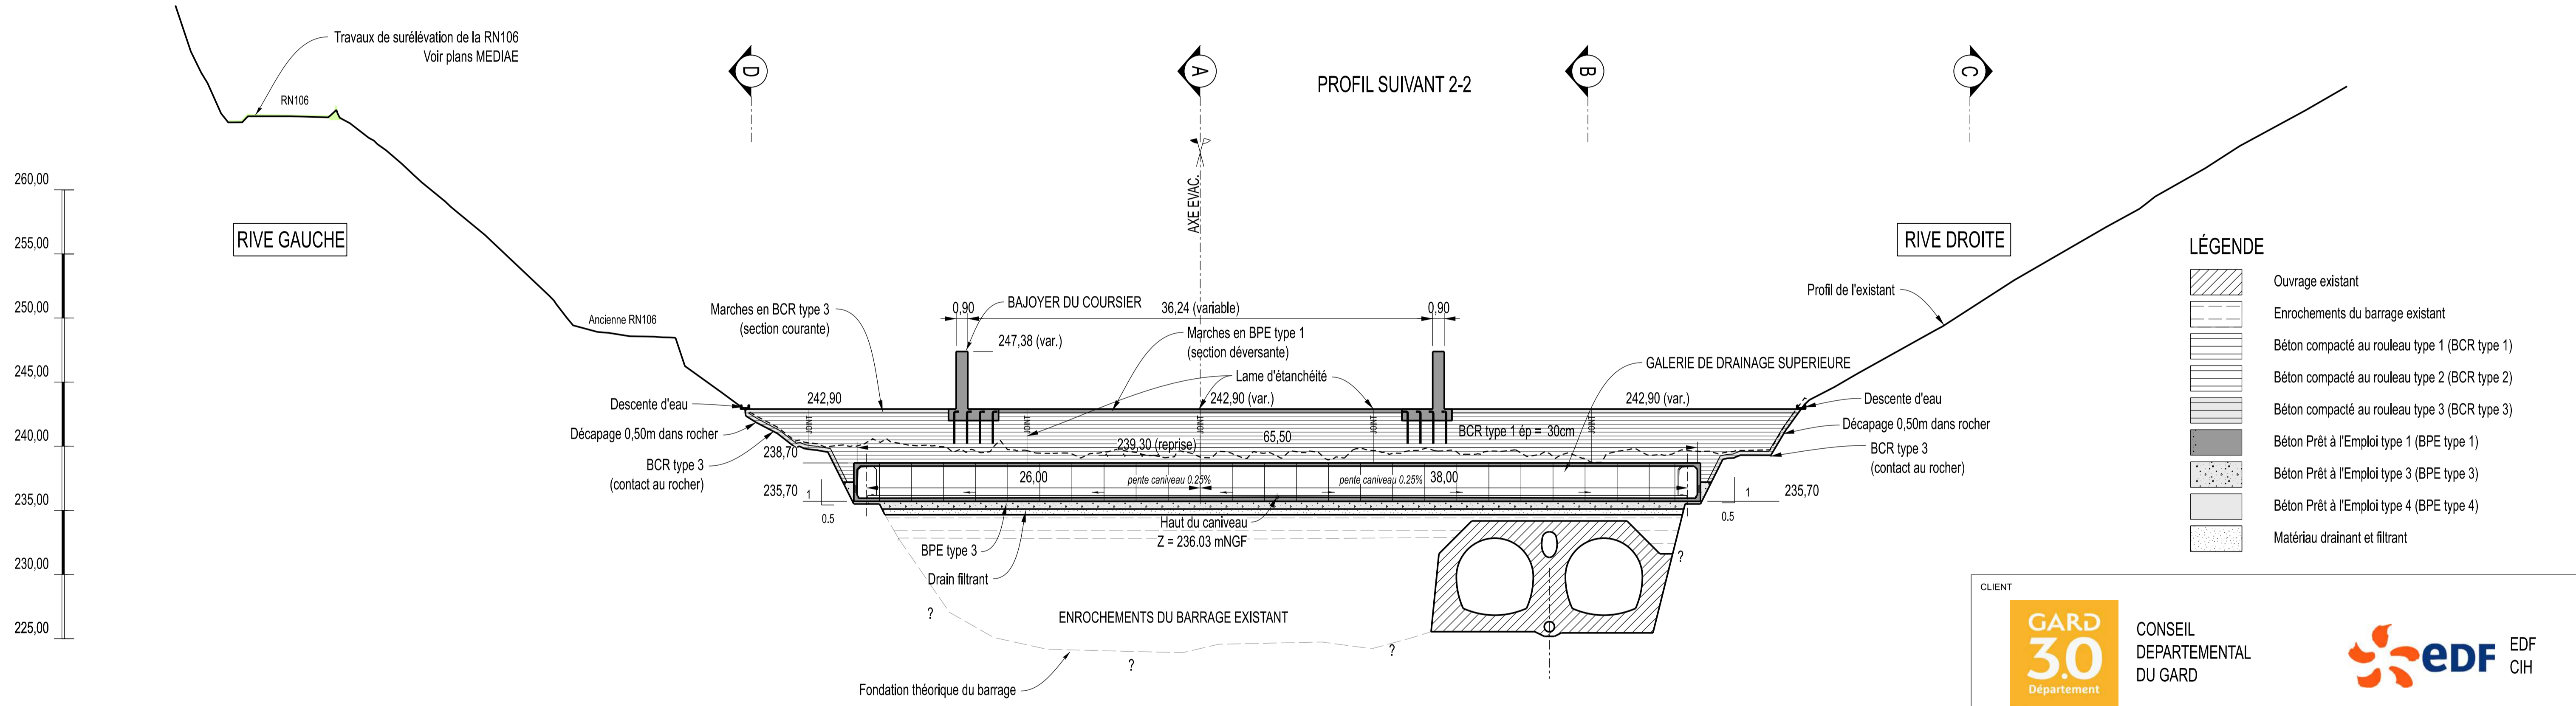 Travaux de surélévation de la RN106
Voir plans MEDIAE
RN106
D
A
B
C
PROFIL SUIVANT 2-2
AXE EVAC.
260,00
255,00
250,00
245,00
240,00
235,00
230,00
225,00
RIVE GAUCHE
RIVE DROITE
Ancienne RN106
Profil de l'existant
Marches en BCR type 3
(section courante)
0,90
BAJOYER DU COURSIER
36,24 (variable)
0,90
247,38 (var.)
Marches en BPE type 1
(section déversante)
GALERIE DE DRAINAGE SUPERIEURE
Lame d'étanchéité
Descente d'eau
242,90
242,90 (var.)
242,90 (var.)
Descente d'eau
Décapage 0,50m dans rocher
JOINT
JOINT
JOINT
JOINT
JOINT
Décapage 0,50m dans rocher
BCR type 3
(contact au rocher)
238,70
239,30 (reprise)
65,50
BCR type 1 ép = 30cm
BCR type 3
(contact au rocher)
235,70
1
0.5
26,00
pente caniveau 0.25%
pente caniveau 0.25%
38,00
1
0.5
235,70
Haut du caniveau
Z = 236.03 mNGF
BPE type 3
Drain filtrant
?
?
?
?
ENROCHEMENTS DU BARRAGE EXISTANT
Fondation théorique du barrage
LÉGENDE
Ouvrage existant
Enrochements du barrage existant
Béton compacté au rouleau type 1 (BCR type 1)
Béton compacté au rouleau type 2 (BCR type 2)
Béton compacté au rouleau type 3 (BCR type 3)
Béton Prêt à l'Emploi type 1 (BPE type 1)
Béton Prêt à l'Emploi type 3 (BPE type 3)
Béton Prêt à l'Emploi type 4 (BPE type 4)
Matériau drainant et filtrant
CLIENT
GARD
3.0
Département
CONSEIL
DEPARTEMENTAL
DU GARD
eDF
EDF
CIH